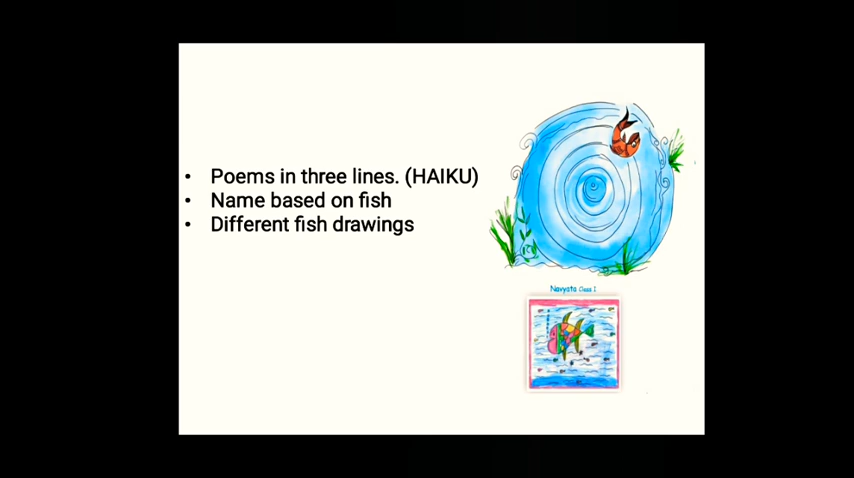 • Poems in three lines. (HAIKU)
• Name based on fish
• Different fish drawings
Navyata Class I